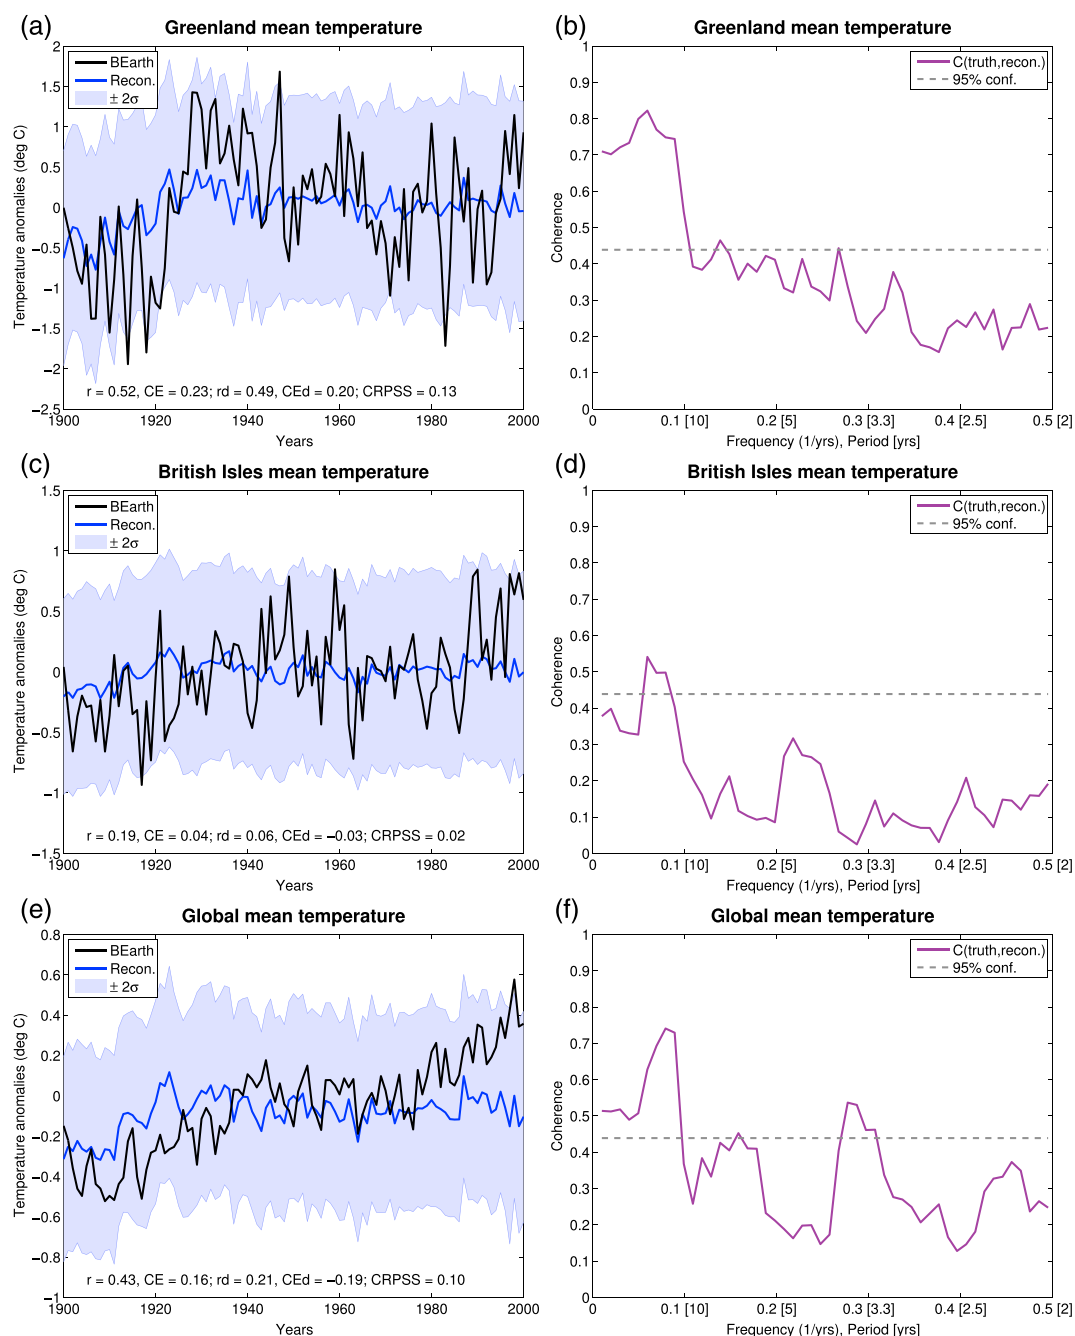 (a)
Greenland mean temperature
BEarth
Recon.
± 2σ
Temperature anomalies (deg C)
2
1.5
1
0.5
0
−0.5
−1
−1.5
−2
−2.5
r = 0.52, CE = 0.23; rd = 0.49, CEd = 0.20; CRPSS = 0.13
1900
1920
1940
1960
1980
2000
Years
(b)
Greenland mean temperature
C(truth,recon.)
95% conf.
Coherence
1
0.9
0.8
0.7
0.6
0.5
0.4
0.3
0.2
0.1
0
0
0.1 [10]
0.2 [5]
0.3 [3.3]
0.4 [2.5]
0.5 [2]
Frequency (1/yrs), Period [yrs]
(c)
British Isles mean temperature
BEarth
Recon.
± 2σ
Temperature anomalies (deg C)
1.5
1
0.5
0
−0.5
−1
−1.5
r = 0.19, CE = 0.04; rd = 0.06, CEd = −0.03; CRPSS = 0.02
1900
1920
1940
1960
1980
2000
Years
(d)
British Isles mean temperature
C(truth,recon.)
95% conf.
Coherence
1
0.9
0.8
0.7
0.6
0.5
0.4
0.3
0.2
0.1
0
0
0.1 [10]
0.2 [5]
0.3 [3.3]
0.4 [2.5]
0.5 [2]
Frequency (1/yrs), Period [yrs]
(e)
Global mean temperature
BEarth
Recon.
± 2σ
Temperature anomalies (deg C)
0.8
0.6
0.4
0.2
0
−0.2
−0.4
−0.6
−0.8
−1
r = 0.43, CE = 0.16; rd = 0.21, CEd = −0.19; CRPSS = 0.10
1900
1920
1940
1960
1980
2000
Years
(f)
Global mean temperature
C(truth,recon.)
95% conf.
Coherence
1
0.9
0.8
0.7
0.6
0.5
0.4
0.3
0.2
0.1
0
0
0.1 [10]
0.2 [5]
0.3 [3.3]
0.4 [2.5]
0.5 [2]
Frequency (1/yrs), Period [yrs]